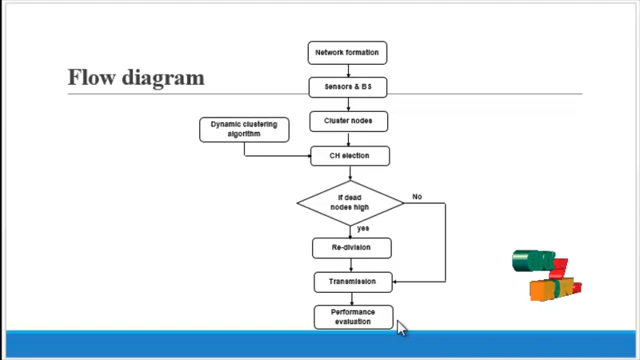 Flow diagram
Network formation
Sensors & BS
Cluster nodes
Dynamic clustering
algorithm
CH election
If dead
nodes high
No
yes
Re-division
Transmission
Performance
evaluation